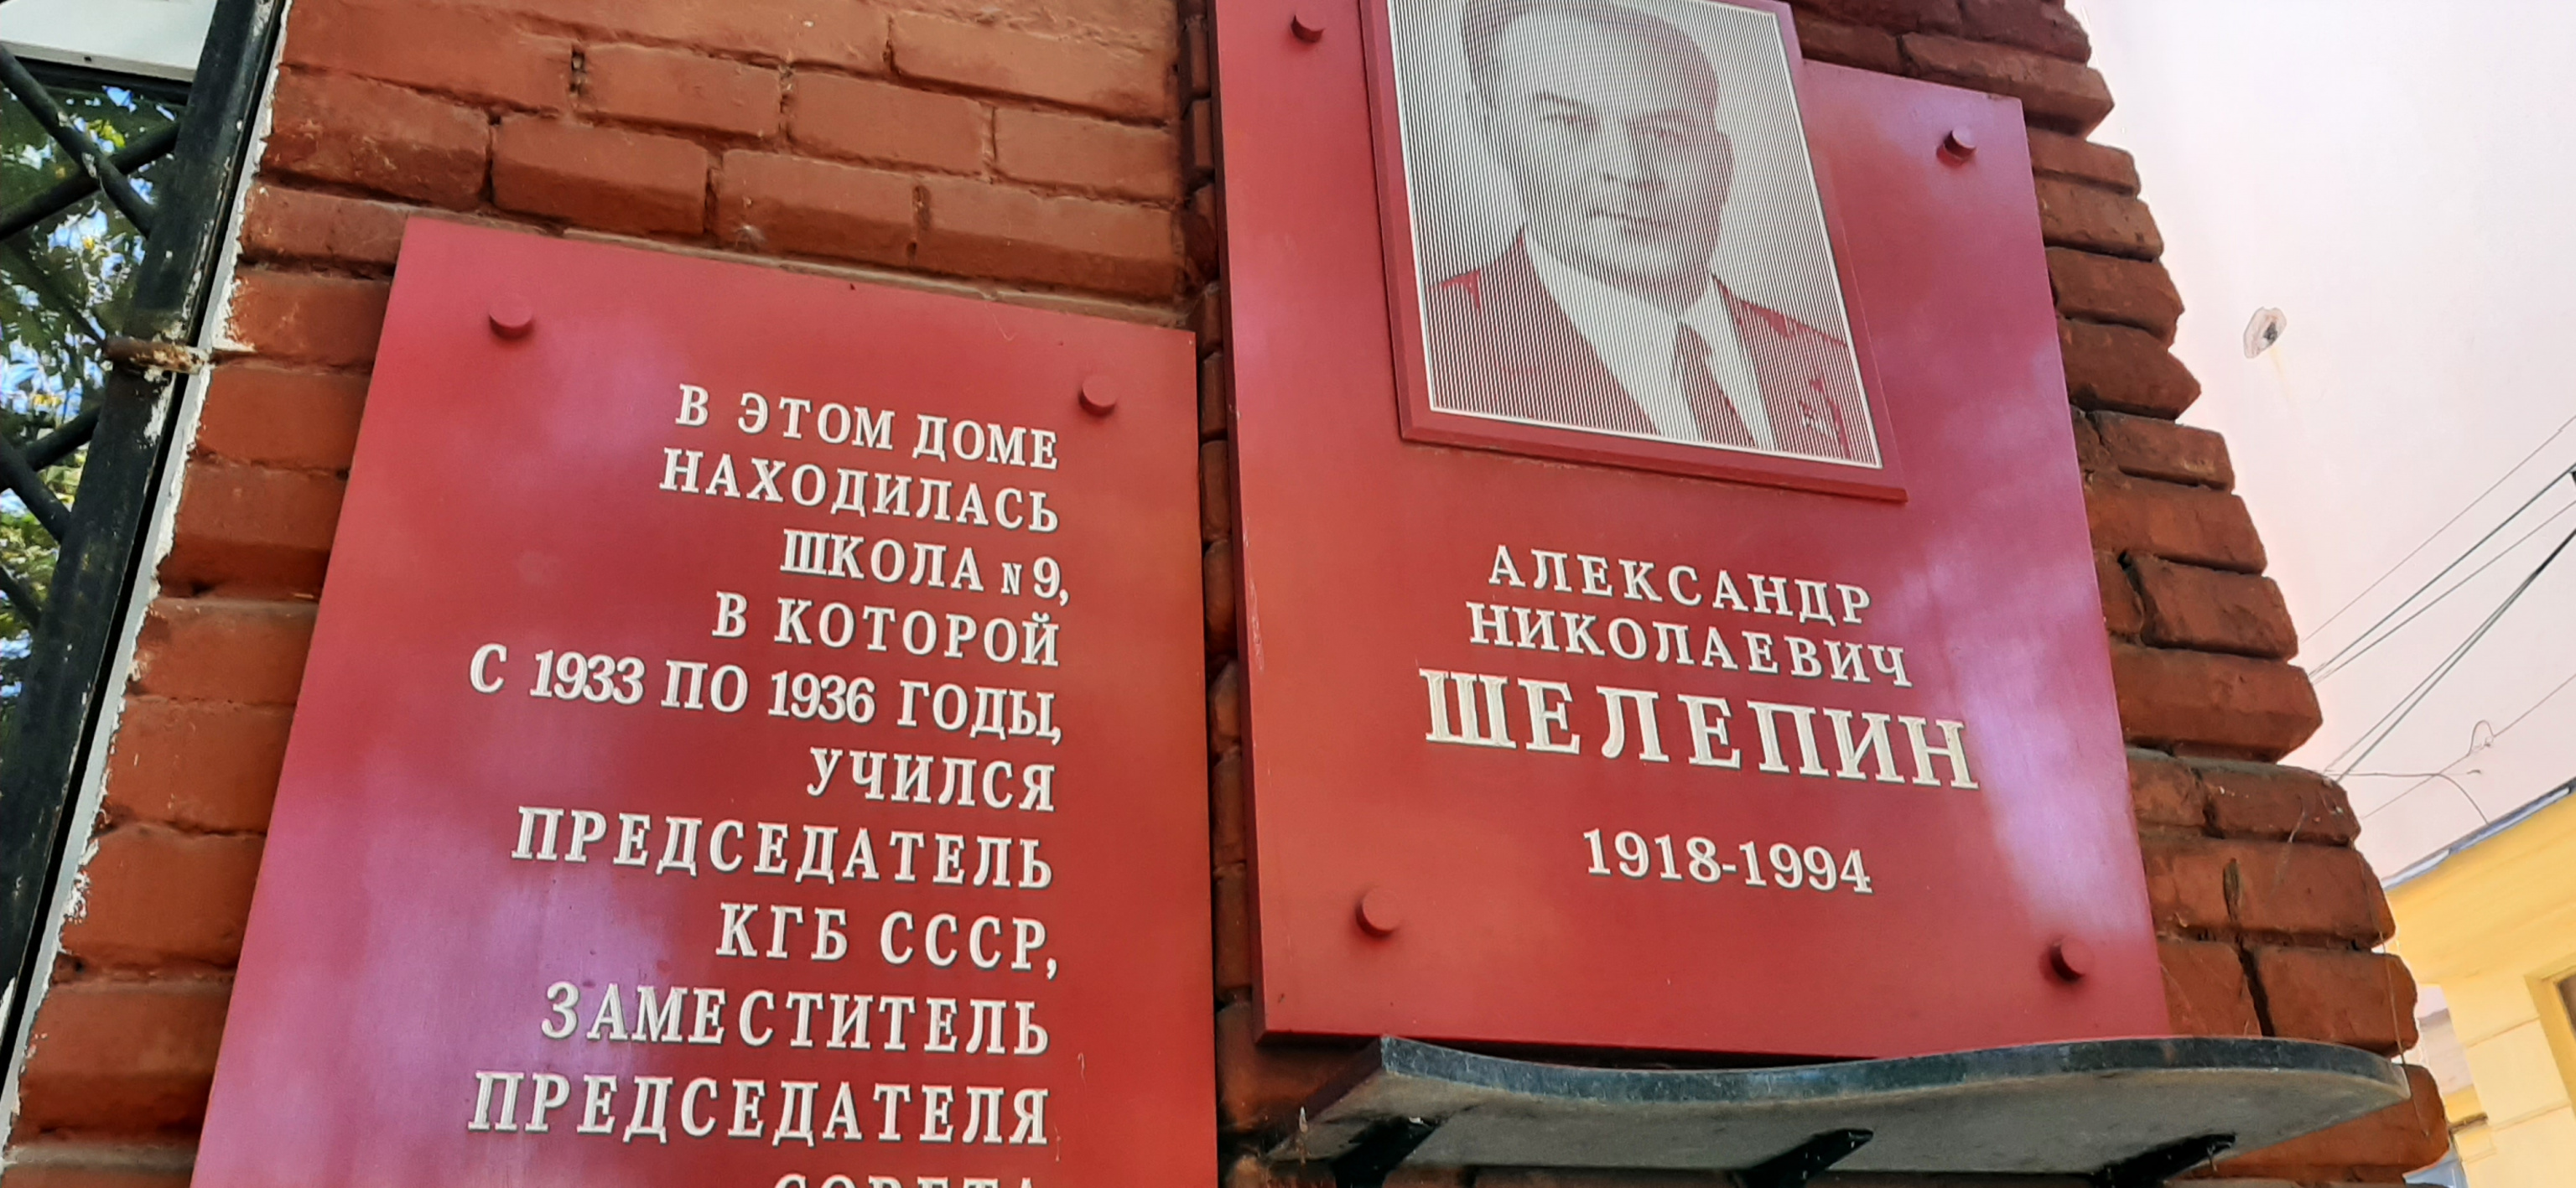 В ЭТОМ ДОМЕ
НАХОДИЛАСЬ
ШКОЛА N 9,
В КОТОРОЙ
С 1933 ПО 1936 ГОДЫ,
УЧИЛСЯ
ПРЕДСЕДАТЕЛЬ
КГБ СССР,
ЗАМЕСТИТЕЛЬ
ПРЕДСЕДАТЕЛЯ
СОВЕТА
АЛЕКСАНДР
НИКОЛАЕВИЧ
ШЕЛЕПИН
1918-1994